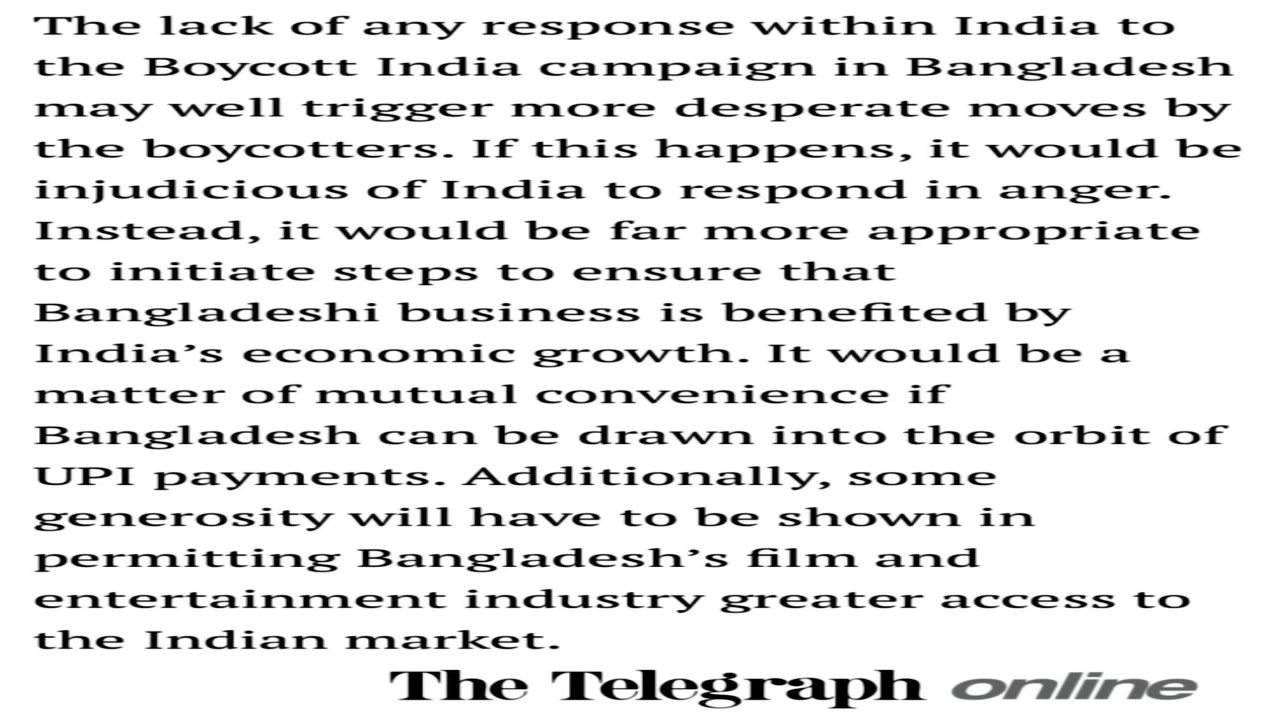 The lack of any response within India to
the Boycott India campaign in Bangladesh
may well trigger more desperate moves by
the boycotters. If this happens, it would be
injudicious of India to respond in anger.
Instead, it would be far more appropriate
to initiate steps to ensure that
Bangladeshi business is benefited by
India’s economic growth. It would be a
matter of mutual convenience if
Bangladesh can be drawn into the orbit of
UPI payments. Additionally, some
generosity will have to be shown in
permitting Bangladesh’s film and
entertainment industry greater access to
the Indian market.
The Telegraph online